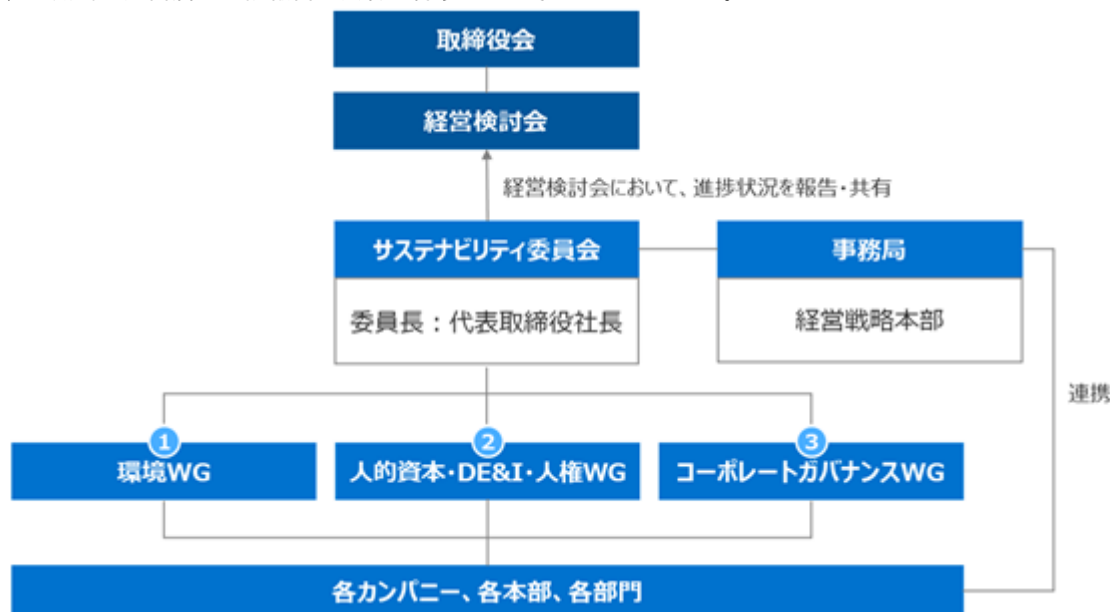 取締役会
経営検討会
経営検討会において、進捗状況を報告・共有
サステナビリティ委員会
委員長：代表取締役社長
事務局
経営戦略本部
連携
1
環境WG
2
人的資本・DE&I・人権WG
3
コーポレートガバナンスWG
各カンパニー、各本部、各部門